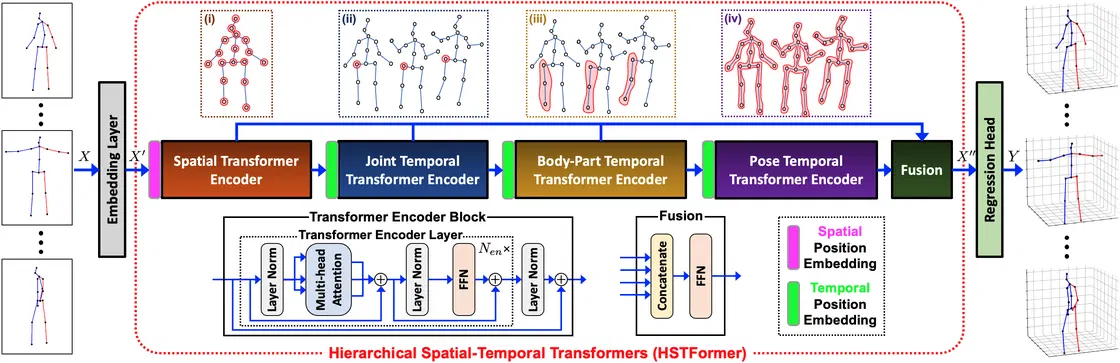 (i)
(ii)
(iii)
(iv)
X
Embedding Layer
X′
Spatial Transformer
Encoder
Joint Temporal
Transformer Encoder
Body-Part Temporal
Transformer Encoder
Pose Temporal
Transformer Encoder
Fusion
X″
Regression Head
Y
Transformer Encoder Block
Transformer Encoder Layer
N_en×
Layer Norm
Multi-head
Attention
Layer Norm
FFN
Layer Norm
Fusion
Concatenate
FFN
Spatial
Position
Embedding
Temporal
Position
Embedding
Hierarchical Spatial-Temporal Transformers (HSTFormer)